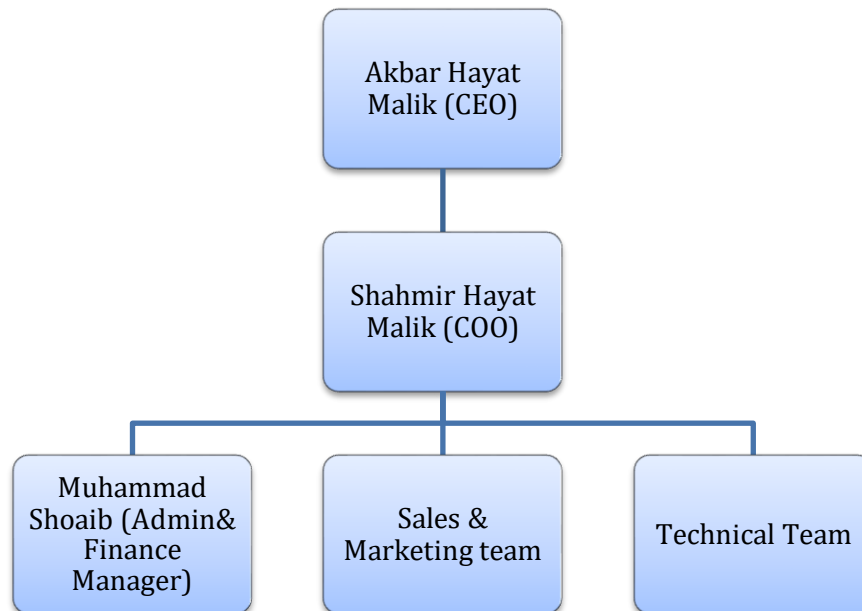 Akbar Hayat
Malik (CEO)
Shahmir Hayat
Malik (COO)
Muhammad
Shoaib (Admin&
Finance
Manager)
Sales &
Marketing team
Technical Team